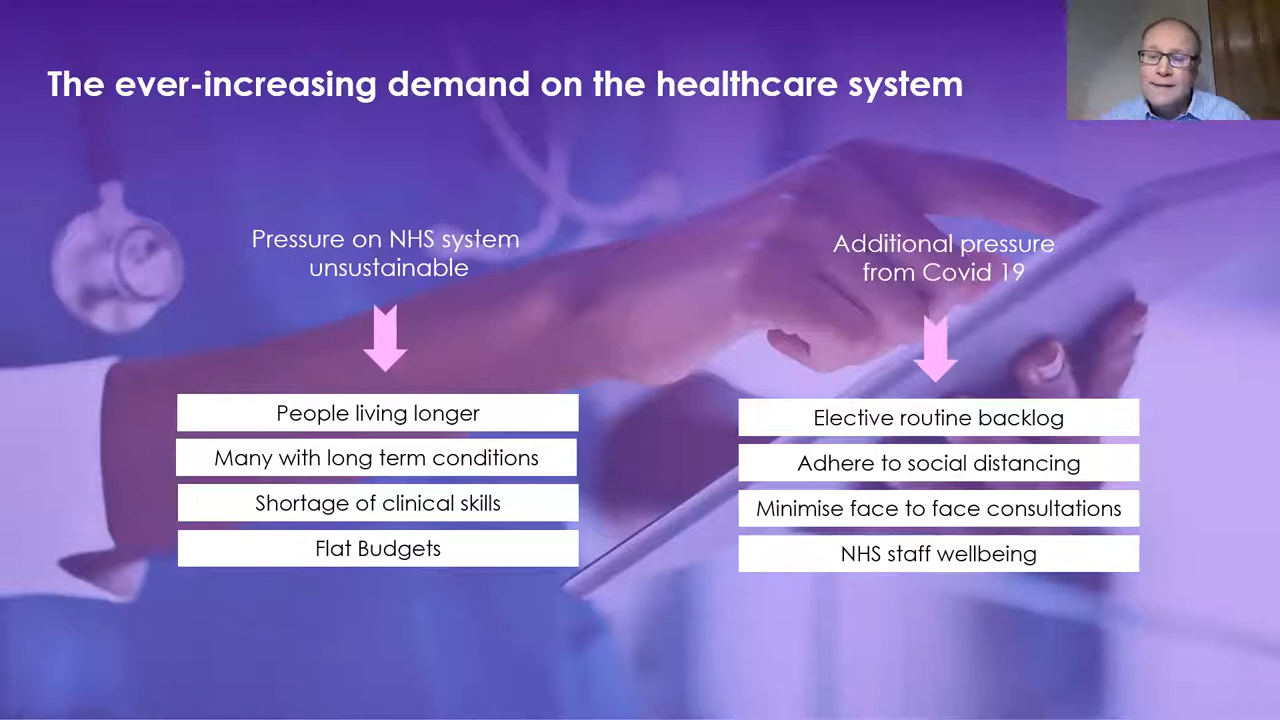 The ever-increasing demand on the healthcare system
Pressure on NHS system
unsustainable
People living longer
Many with long term conditions
Shortage of clinical skills
Flat Budgets
Additional pressure
from Covid 19
Elective routine backlog
Adhere to social distancing
Minimise face to face consultations
NHS staff wellbeing